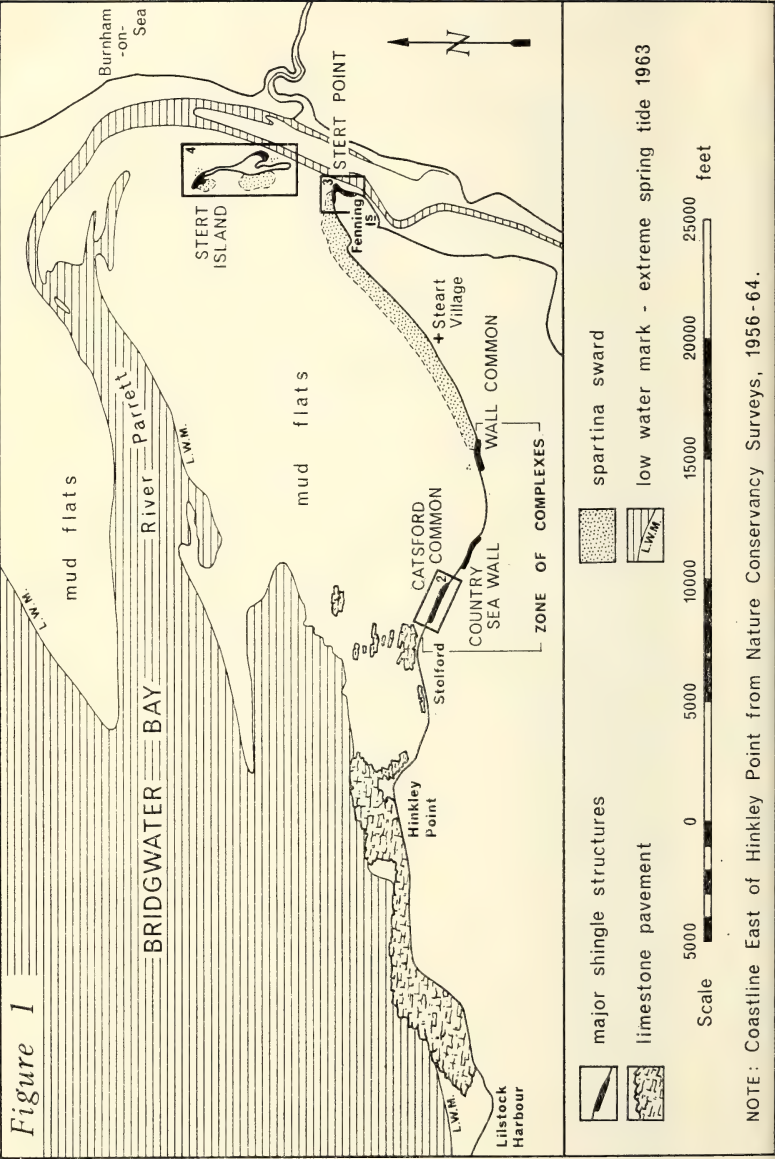 Figure 1
Burnham
-on-
Sea
N
4
STERT
ISLAND
3
STERT POINT
Fenning
Is
+ Steart
Village
mud flats
L.W.M.
River Parrett
L.W.M.
mud flats
BRIDGWATER BAY
WALL COMMON
CATSFORD
COMMON
2
COUNTRY
SEA WALL
ZONE OF COMPLEXES
Stolford
Hinkley
Point
L.W.M.
Lilstock
Harbour
major shingle structures
spartina sward
limestone pavement
L.W.M.
low water mark - extreme spring tide 1963
Scale
5000 0 5000 10000 15000 20000 25000
feet
NOTE: Coastline East of Hinkley Point from Nature Conservancy Surveys, 1956-64.